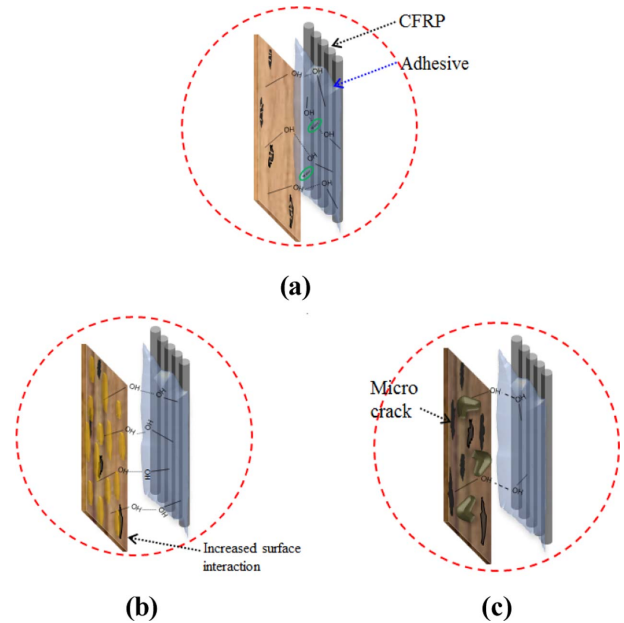 CFRP
Adhesive
OH OH
OH
OH OH
OH
OH OH
(a)
OH OH
OH
OH
OH OH
OH OH
(b)
Increased surface
interaction
Micro
crack
OH OH
OH OH
(c)